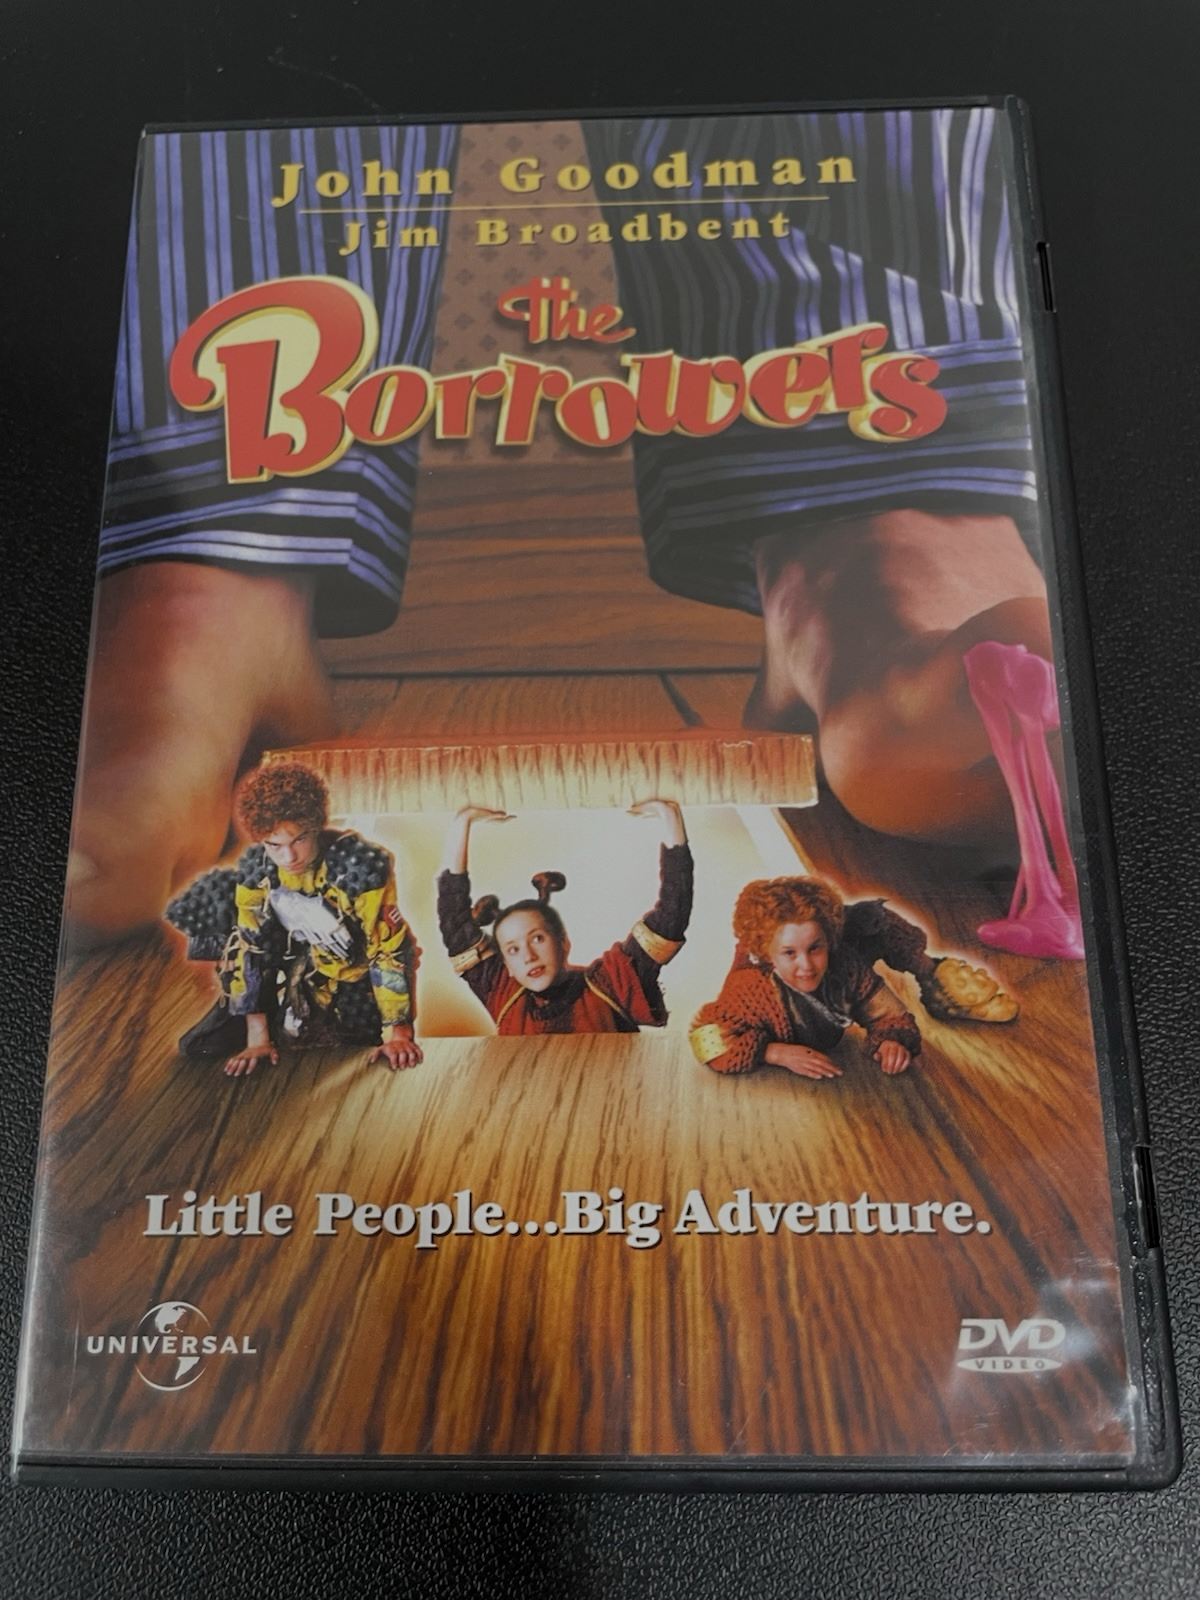 John Goodman
Jim Broadbent
the
Borrowers
Little People...Big Adventure.
UNIVERSAL
DVD
VIDEO